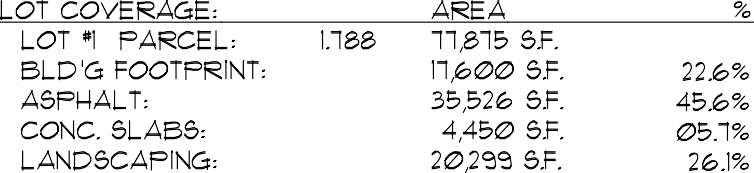 LOT COVERAGE: AREA %
LOT #1 PARCEL: 1.788 77,875 S.F.
BLD'G FOOTPRINT: 17,600 S.F. 22.6%
ASPHALT: 35,526 S.F. 45.6%
CONC. SLABS: 4,450 S.F. 05.7%
LANDSCAPING: 20,299 S.F. 26.1%